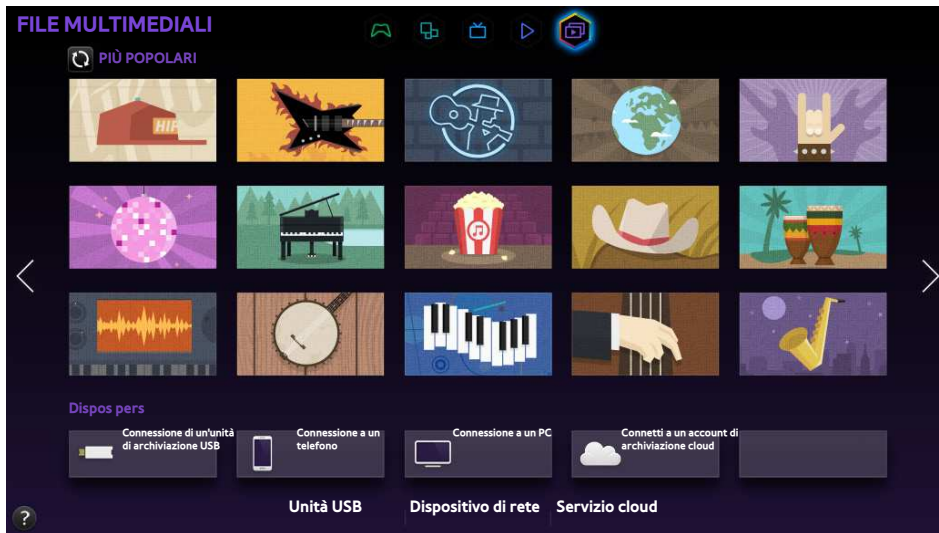 FILE MULTIMEDIALI
PIÙ POPOLARI
HIP
Dispos pers
Connessione di un'unità
di archiviazione USB
Connessione a un
telefono
Connessione a un PC
Connetti a un account di
archiviazione cloud
Unità USB
Dispositivo di rete
Servizio cloud
?